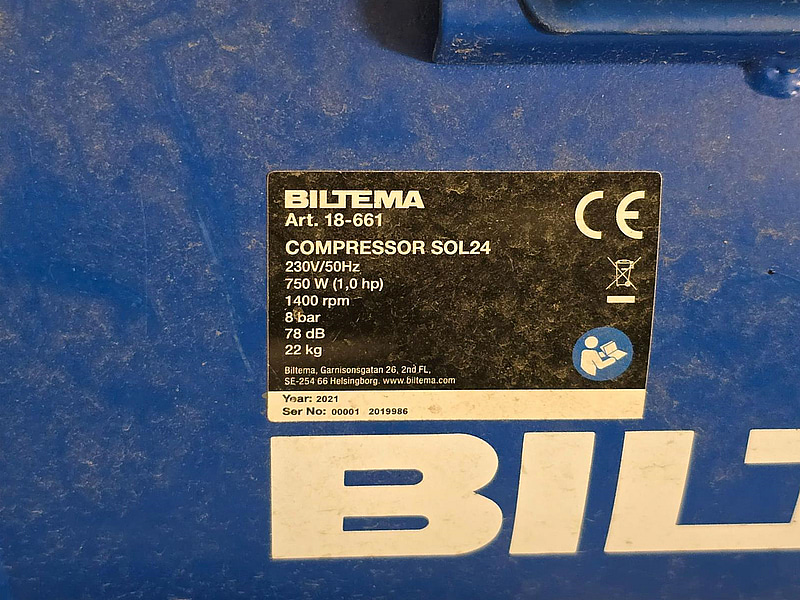 BILTEMA
Art. 18-661
CE
COMPRESSOR SOL24
230V/50Hz
750 W (1,0 hp)
1400 rpm
8 bar
78 dB
22 kg
Biltema, Garnisonsgatan 26, 2nd FL,
SE-254 66 Helsingborg. www.biltema.com
Year: 2021
Ser No: 00001 2019986
BIL